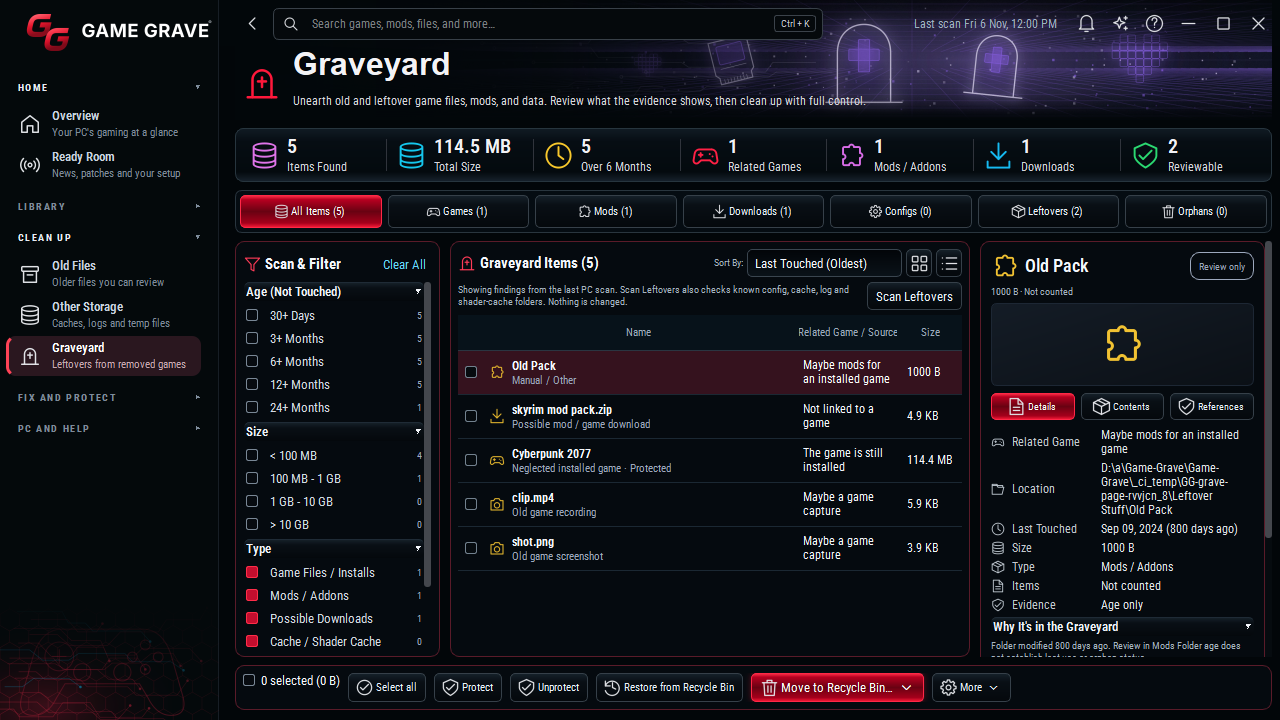 GAME GRAVE
Search games, mods, files, and more...
Ctrl + K
Last scan Fri 6 Nov, 12:00 PM
HOME
Overview
Your PC's gaming at a glance
Ready Room
News, patches and your setup
LIBRARY
CLEAN UP
Old Files
Older files you can review
Other Storage
Caches, logs and temp files
Graveyard
Leftovers from removed games
FIX AND PROTECT
PC AND HELP
Graveyard
Unearth old and leftover game files, mods, and data. Review what the evidence shows, then clean up with full control.
5
Items Found
114.5 MB
Total Size
5
Over 6 Months
1
Related Games
1
Mods / Addons
1
Downloads
2
Reviewable
All Items (5)
Games (1)
Mods (1)
Downloads (1)
Configs (0)
Leftovers (2)
Orphans (0)
Scan & Filter
Clear All
Age (Not Touched)
30+ Days 5
3+ Months 5
6+ Months 5
12+ Months 5
24+ Months 1
Size
< 100 MB 4
100 MB - 1 GB 1
1 GB - 10 GB 0
> 10 GB 0
Type
Game Files / Installs 1
Mods / Addons 1
Possible Downloads 1
Cache / Shader Cache 0
Graveyard Items (5)
Sort By: Last Touched (Oldest)
Showing findings from the last PC scan. Scan Leftovers also checks known config, cache, log and
shader-cache folders. Nothing is changed.
Scan Leftovers
Name Related Game / Source Size
Old Pack
Manual / Other
Maybe mods for
an installed game
1000 B
skyrim mod pack.zip
Possible mod / game download
Not linked to a
game
4.9 KB
Cyberpunk 2077
Neglected installed game · Protected
The game is still
installed
114.4 MB
clip.mp4
Old game recording
Maybe a game
capture
5.9 KB
shot.png
Old game screenshot
Maybe a game
capture
3.9 KB
Old Pack
Review only
1000 B · Not counted
Details
Contents
References
Related Game
Maybe mods for an installed
game
Location
D:\a\Game-Grave\Game-
Grave\_ci_temp\GG-grave-
page-rvvjcn_8\Leftover
Stuff\Old Pack
Last Touched Sep 09, 2024 (800 days ago)
Size 1000 B
Type Mods / Addons
Items Not counted
Evidence Age only
Why It's in the Graveyard
Folder modified 800 days ago. Review in Mods Folder age does
0 selected (0 B)
Select all
Protect
Unprotect
Restore from Recycle Bin
Move to Recycle Bin...
More